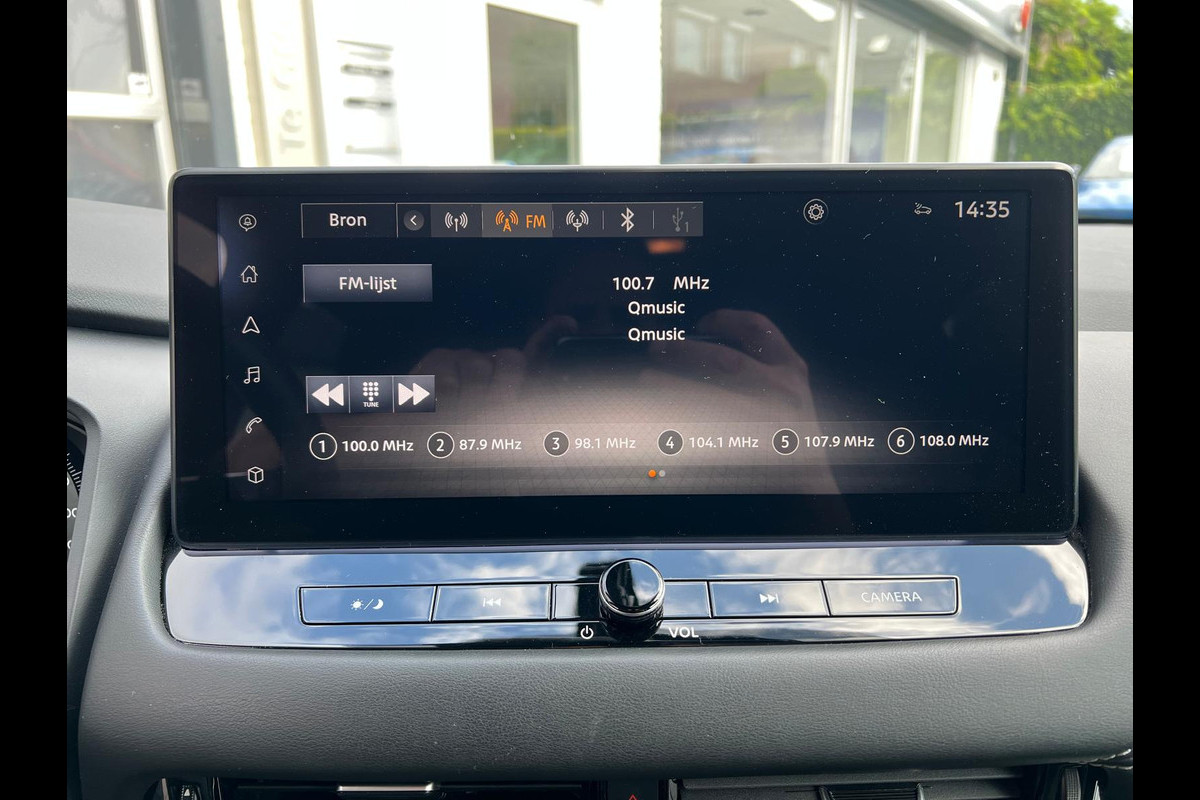 Bron FM 1 14:35
FM-lijst
100.7 MHz
Qmusic
Qmusic
TUNE
1 100.0 MHz 2 87.9 MHz 3 98.1 MHz 4 104.1 MHz 5 107.9 MHz 6 108.0 MHz
CAMERA
VOL